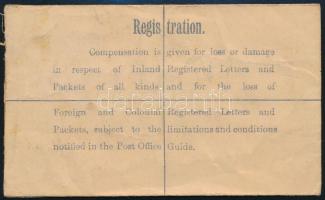 Registration.
Compensation is given for loss or damage
in respect of Inland Registered Letters and
Packets of all kinds and for the loss of
Foreign and Colonial Registered Letters and
Packets, subject to the limitations and conditions
notified in the Post Office Guide.